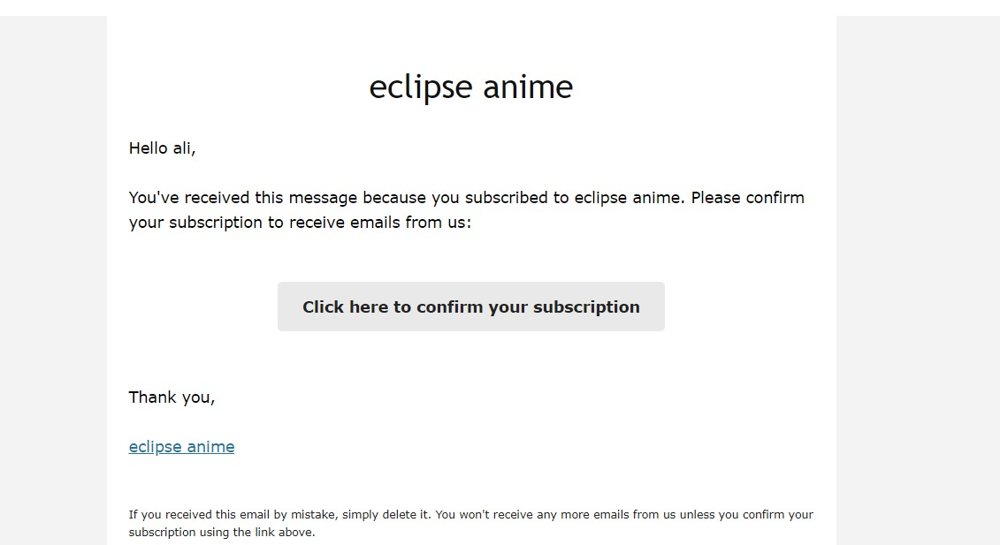 eclipse anime
Hello ali,
You've received this message because you subscribed to eclipse anime. Please confirm
your subscription to receive emails from us:
Click here to confirm your subscription
Thank you,
eclipse anime
If you received this email by mistake, simply delete it. You won't receive any more emails from us unless you confirm your
subscription using the link above.